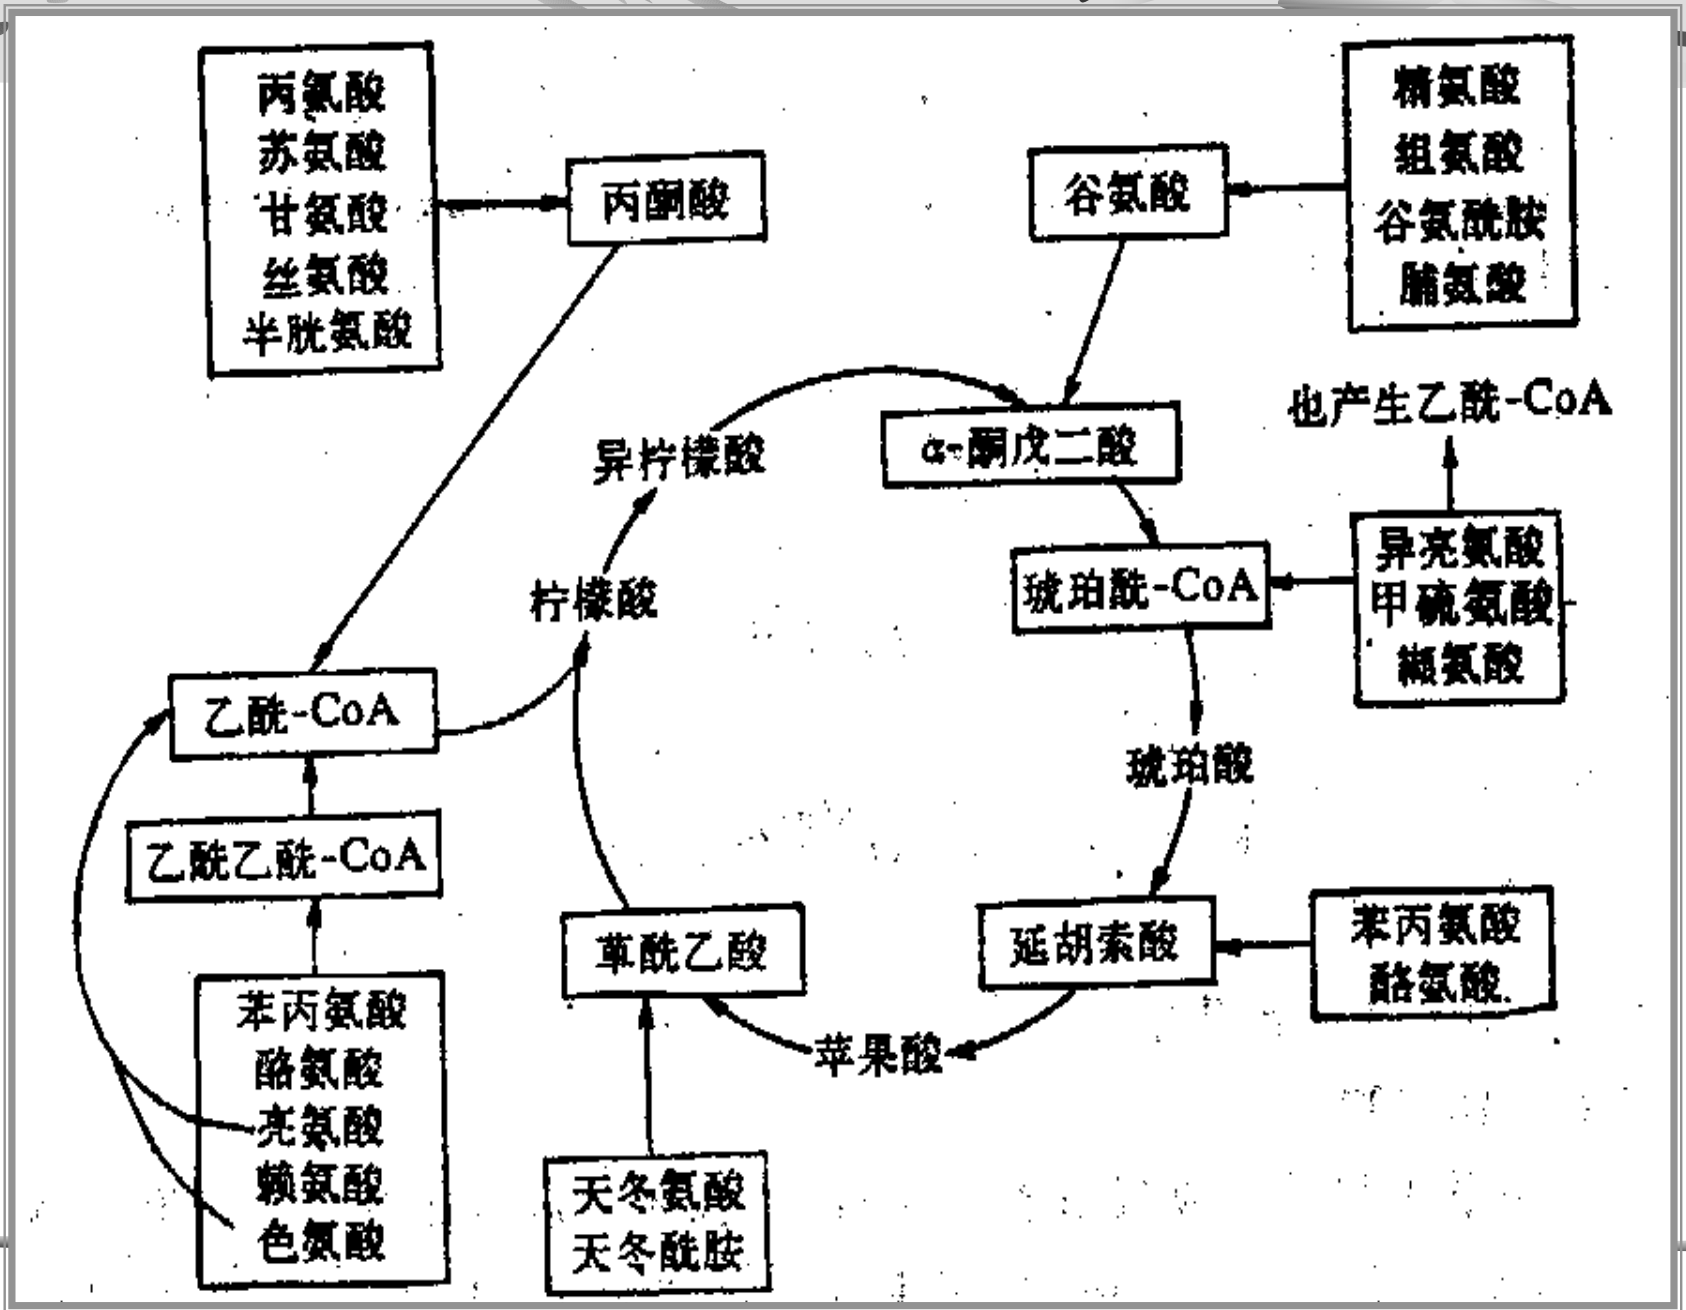 丙氨酸
苏氨酸
甘氨酸
丝氨酸
半胱氨酸
丙酮酸
谷氨酸
精氨酸
组氨酸
谷氨酰胺
脯氨酸
也产生乙酰-CoA
异柠檬酸
α-酮戊二酸
异亮氨酸
甲硫氨酸
缬氨酸
琥珀酰-CoA
柠檬酸
乙酰-CoA
琥珀酸
乙酰乙酰-CoA
草酰乙酸
延胡索酸
苯丙氨酸
酪氨酸
苹果酸
苯丙氨酸
酪氨酸
亮氨酸
赖氨酸
色氨酸
天冬氨酸
天冬酰胺